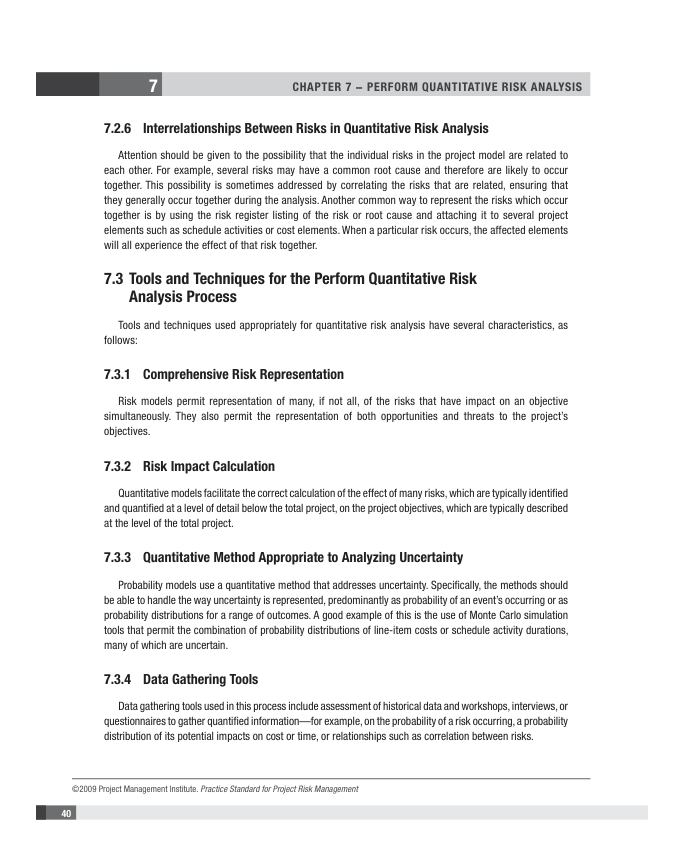 7
CHAPTER 7 – PERFORM QUANTITATIVE RISK ANALYSIS
7.2.6 Interrelationships Between Risks in Quantitative Risk Analysis
Attention should be given to the possibility that the individual risks in the project model are related to
each other. For example, several risks may have a common root cause and therefore are likely to occur
together. This possibility is sometimes addressed by correlating the risks that are related, ensuring that
they generally occur together during the analysis. Another common way to represent the risks which occur
together is by using the risk register listing of the risk or root cause and attaching it to several project
elements such as schedule activities or cost elements. When a particular risk occurs, the affected elements
will all experience the effect of that risk together.
7.3 Tools and Techniques for the Perform Quantitative Risk
Analysis Process
Tools and techniques used appropriately for quantitative risk analysis have several characteristics, as
follows:
7.3.1 Comprehensive Risk Representation
Risk models permit representation of many, if not all, of the risks that have impact on an objective
simultaneously. They also permit the representation of both opportunities and threats to the project's
objectives.
7.3.2 Risk Impact Calculation
Quantitative models facilitate the correct calculation of the effect of many risks, which are typically identified
and quantified at a level of detail below the total project, on the project objectives, which are typically described
at the level of the total project.
7.3.3 Quantitative Method Appropriate to Analyzing Uncertainty
Probability models use a quantitative method that addresses uncertainty. Specifically, the methods should
be able to handle the way uncertainty is represented, predominantly as probability of an event's occurring or as
probability distributions for a range of outcomes. A good example of this is the use of Monte Carlo simulation
tools that permit the combination of probability distributions of line-item costs or schedule activity durations,
many of which are uncertain.
7.3.4 Data Gathering Tools
Data gathering tools used in this process include assessment of historical data and workshops, interviews, or
questionnaires to gather quantified information—for example, on the probability of a risk occurring, a probability
distribution of its potential impacts on cost or time, or relationships such as correlation between risks.
©2009 Project Management Institute. Practice Standard for Project Risk Management
40